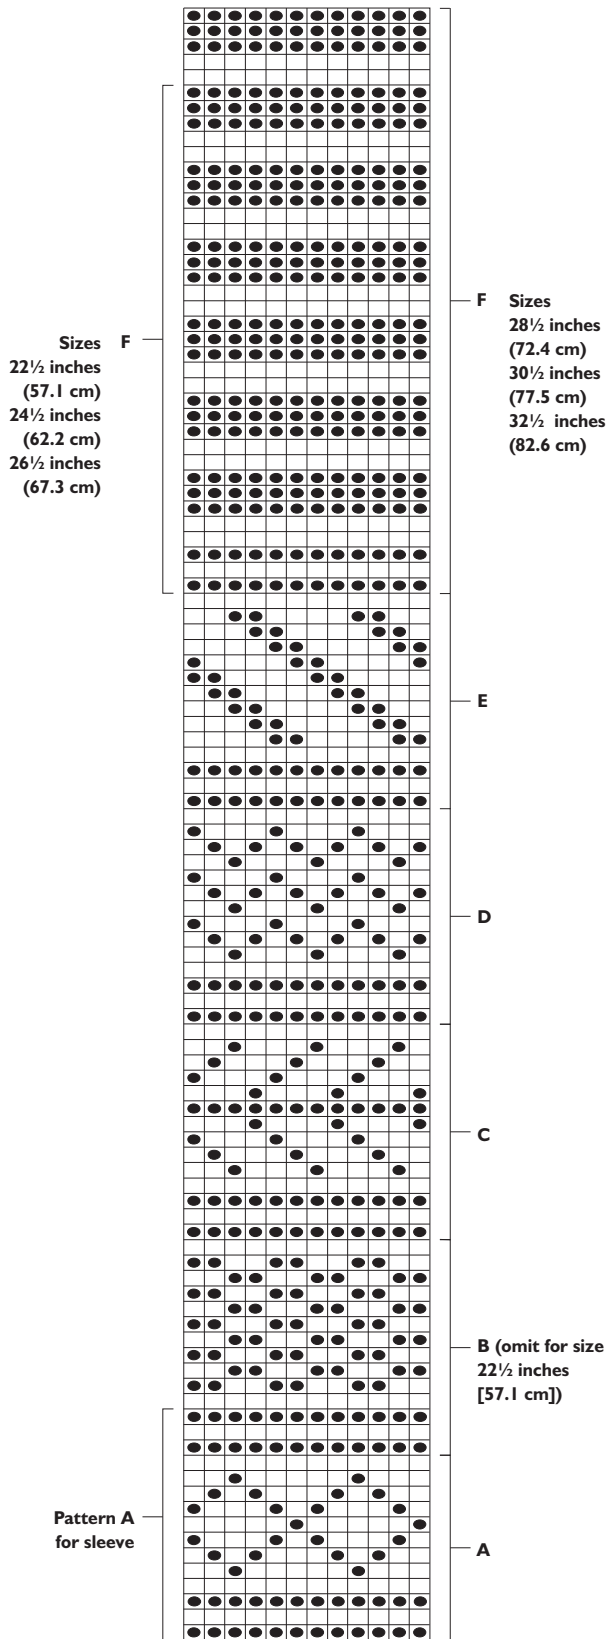 F Sizes
28½ inches
(72.4 cm)
30½ inches
(77.5 cm)
32½ inches
(82.6 cm)
Sizes F
22½ inches
(57.1 cm)
24½ inches
(62.2 cm)
26½ inches
(67.3 cm)
E
D
C
B (omit for size
22½ inches
[57.1 cm])
Pattern A
for sleeve
A